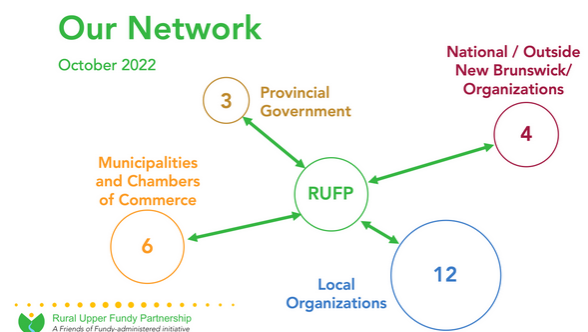 Our Network
October 2022
National / Outside
New Brunswick/
Organizations
4
3
Provincial
Government
Municipalities
and Chambers
of Commerce
6
RUFP
12
Local
Organizations
Rural Upper Fundy Partnership
A Friends of Fundy-administered initiative